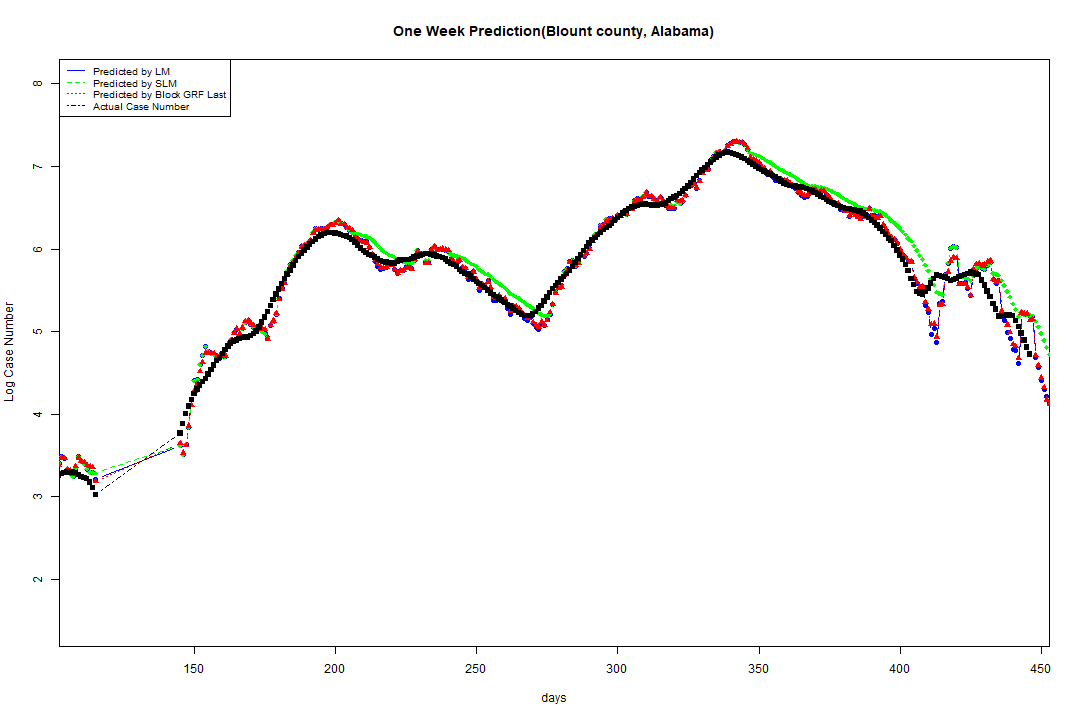 One Week Prediction(Blount county, Alabama)
Predicted by LM
Predicted by SLM
Predicted by Block GRF Last
Actual Case Number
8
7
6
5
4
3
2
Log Case Number
150 200 250 300 350 400 450
days